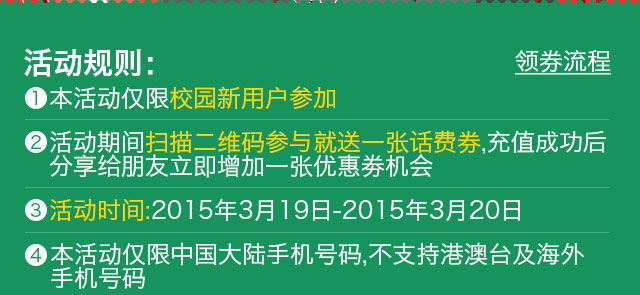 活动规则：
领券流程
❶本活动仅限校园新用户参加
❷活动期间扫描二维码参与就送一张话费券,充值成功后
分享给朋友立即增加一张优惠券机会
❸活动时间:2015年3月19日-2015年3月20日
❹本活动仅限中国大陆手机号码,不支持港澳台及海外
手机号码